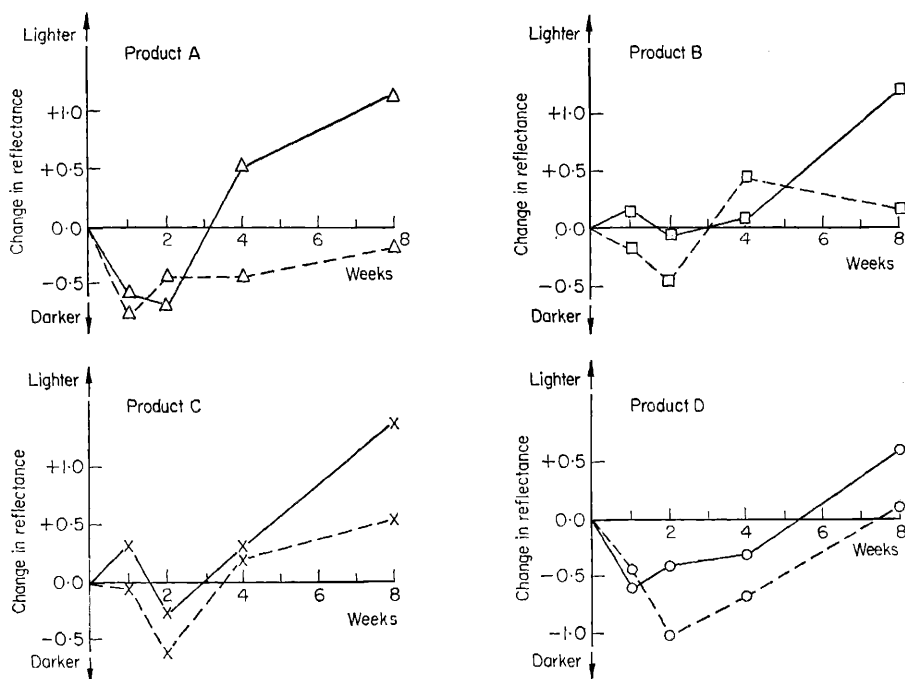 Lighter
Product A
Change in reflectance
+1·0
+0·5
0·0
-0·5
2
4
6
8
Weeks
Darker
Lighter
Product B
Change in reflectance
+1·0
+0·5
0·0
-0·5
2
4
6
8
Weeks
Darker
Lighter
Product C
Change in reflectance
+1·0
+0·5
0·0
-0·5
2
4
6
8
Weeks
Darker
Lighter
Product D
Change in reflectance
+0·5
0·0
-0·5
-1·0
2
4
6
8
Weeks
Darker